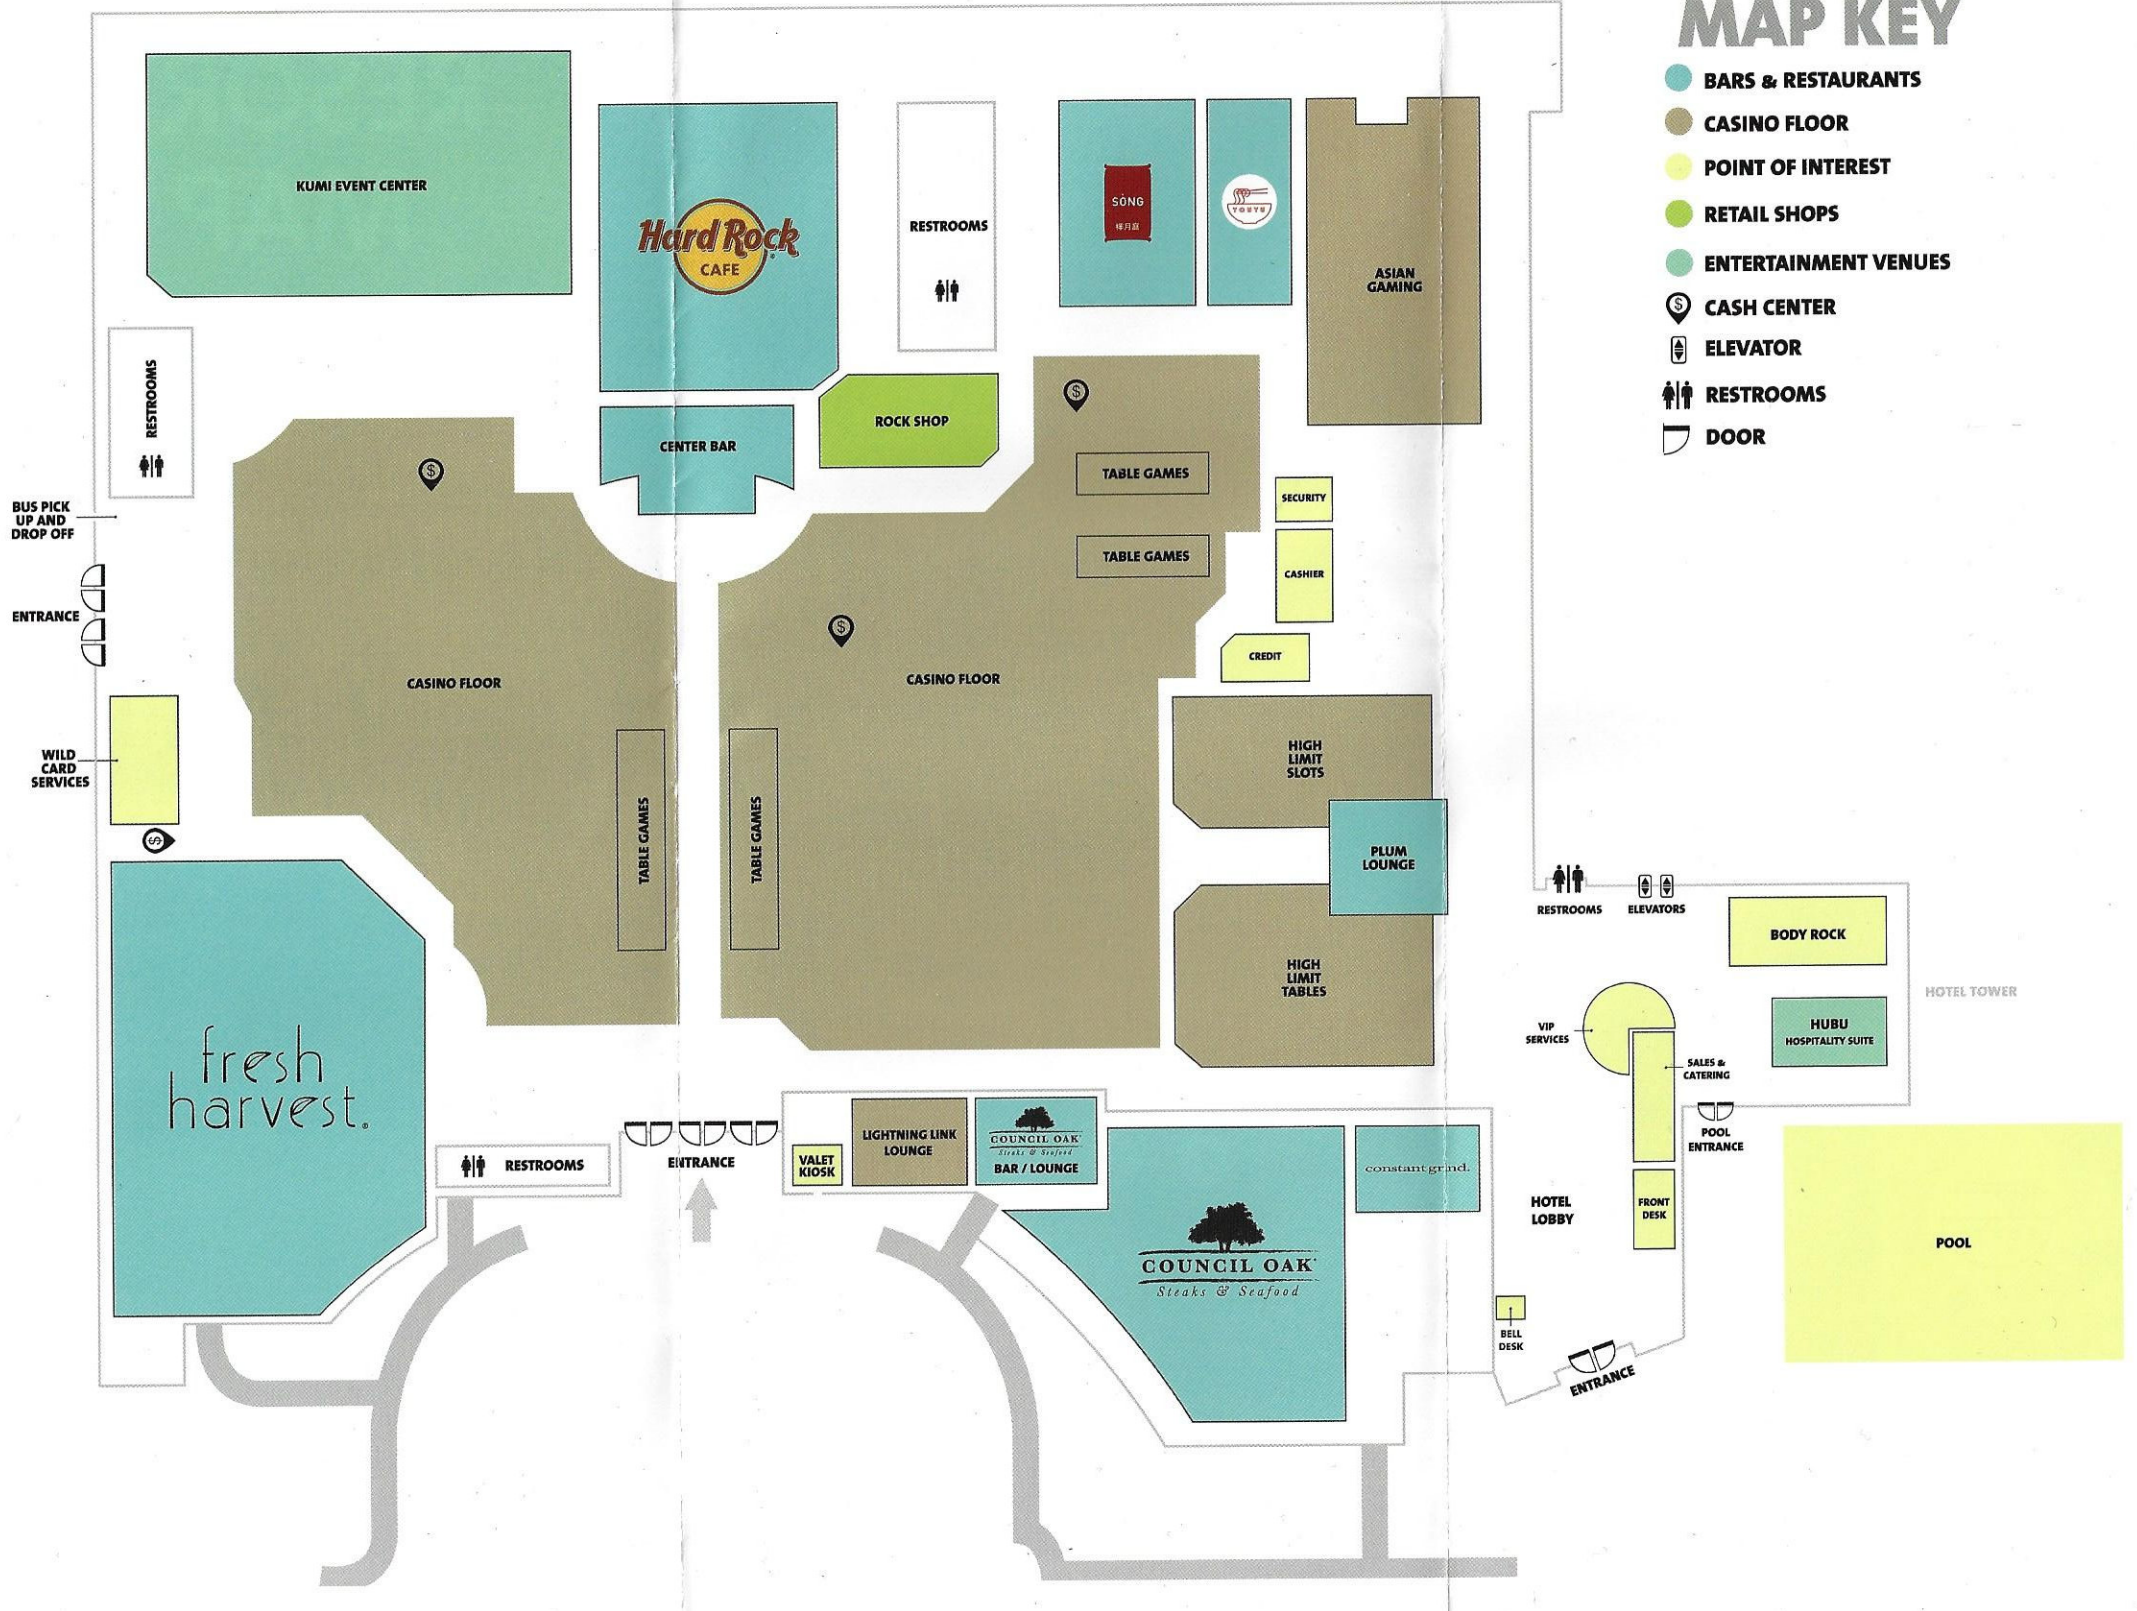 MAP KEY
BARS & RESTAURANTS
CASINO FLOOR
POINT OF INTEREST
RETAIL SHOPS
ENTERTAINMENT VENUES
$
CASH CENTER
ELEVATOR
RESTROOMS
DOOR
KUMI EVENT CENTER
Hard Rock
CAFE
RESTROOMS
SÒNG
YOUYU
ASIAN
GAMING
RESTROOMS
CENTER BAR
ROCK SHOP
$
$
TABLE GAMES
TABLE GAMES
SECURITY
CASHIER
CREDIT
BUS PICK
UP AND
DROP OFF
ENTRANCE
$
CASINO FLOOR
CASINO FLOOR
WILD
CARD
SERVICES
$
TABLE GAMES
TABLE GAMES
HIGH
LIMIT
SLOTS
PLUM
LOUNGE
HIGH
LIMIT
TABLES
RESTROOMS
ELEVATORS
BODY ROCK
HOTEL TOWER
VIP
SERVICES
HUBU
HOSPITALITY SUITE
SALES &
CATERING
fresh
harvest®
RESTROOMS
ENTRANCE
VALET
KIOSK
LIGHTNING LINK
LOUNGE
COUNCIL OAK
Steaks & Seafood
BAR / LOUNGE
constant grind.
POOL
ENTRANCE
HOTEL
LOBBY
FRONT
DESK
POOL
COUNCIL OAK
Steaks & Seafood
BELL
DESK
ENTRANCE